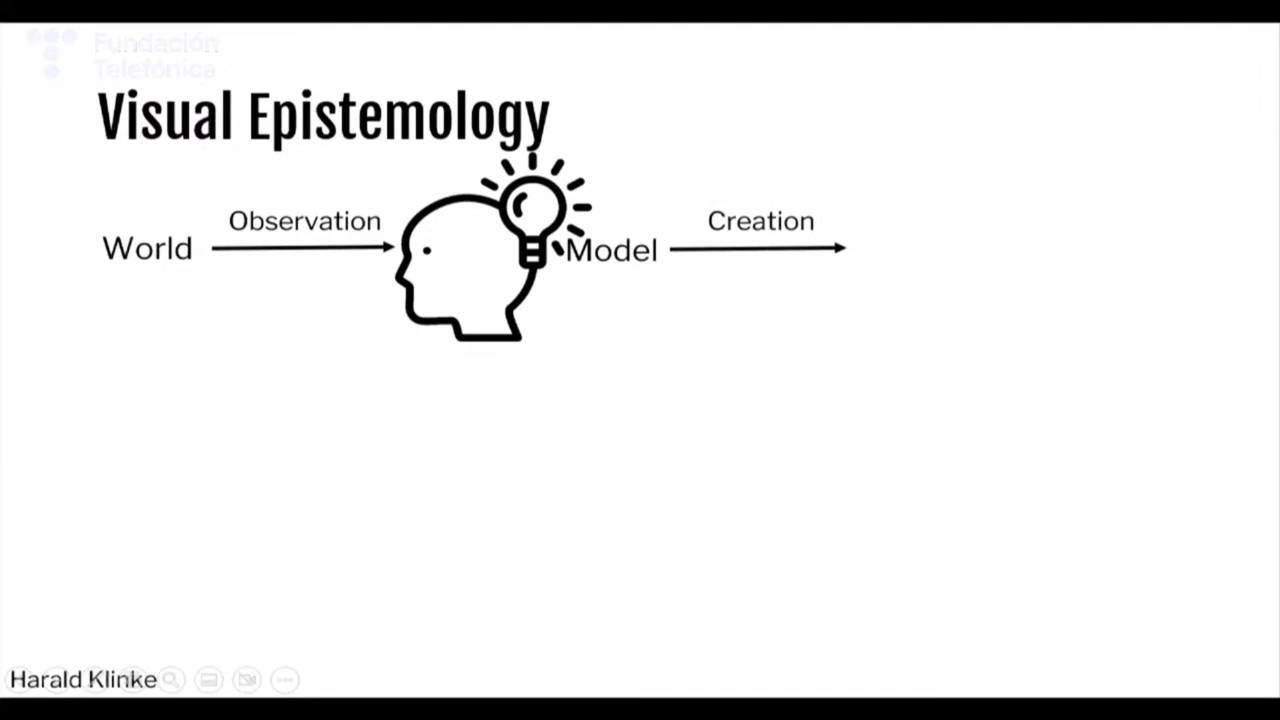 Fundación
Telefónica
Visual Epistemology
Observation
Creation
World
Model
Harald Klinke